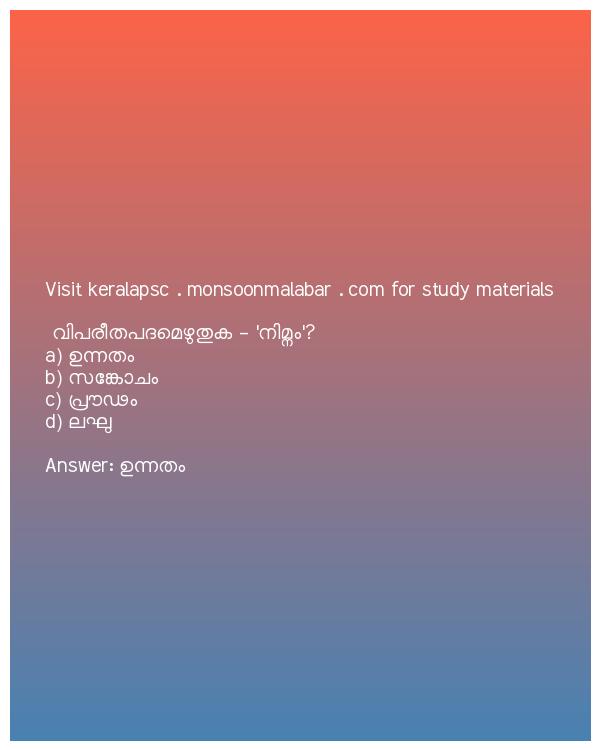 Visit keralapsc . monsoonmalabar . com for study materials
വിപരീതപദമെഴുതുക - 'നിമ്നം'?
a) ഉന്നതം
b) സങ്കോചം
c) പ്രൗഢം
d) ലഘു
Answer: ഉന്നതം